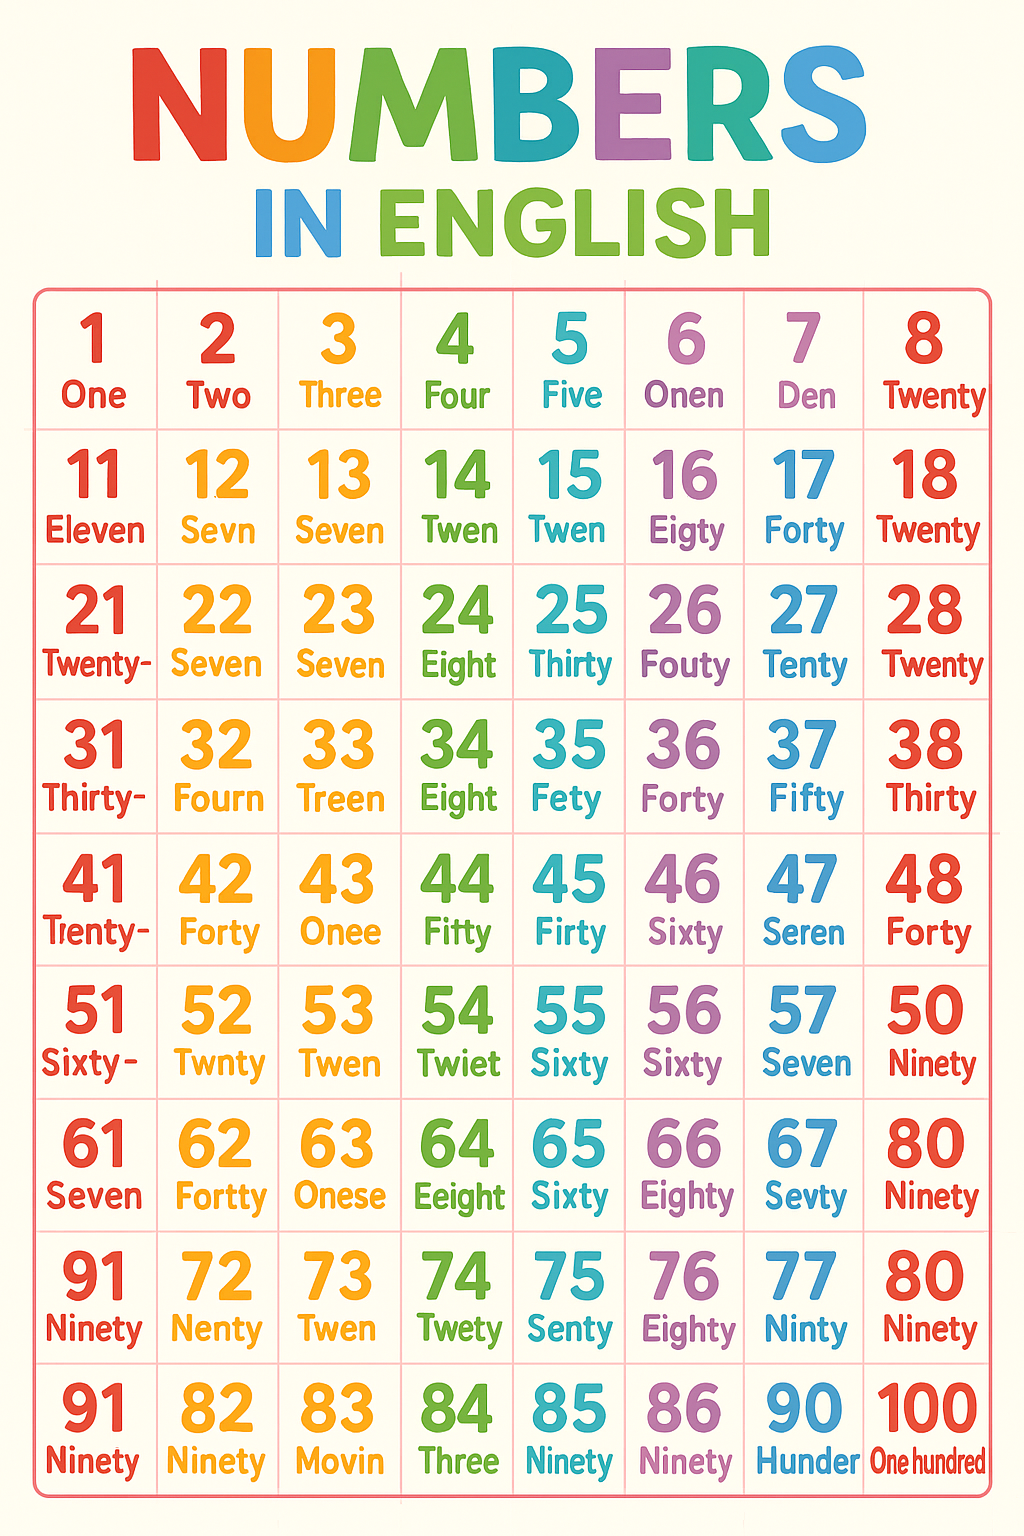 NUMBERS
IN ENGLISH
1 2 3 4 5 6 7 8
One Two Three Four Five Onen Den Twenty
11 12 13 14 15 16 17 18
Eleven Sevn Seven Twen Twen Eigty Forty Twenty
21 22 23 24 25 26 27 28
Twenty- Seven Seven Eight Thirty Fouty Tenty Twenty
31 32 33 34 35 36 37 38
Thirty- Fourn Treen Eight Fety Forty Fifty Thirty
41 42 43 44 45 46 47 48
Trenty- Forty Onee Fitty Firty Sixty Seren Forty
51 52 53 54 55 56 57 50
Sixty- Twnty Twen Twiet Sixty Sixty Seven Ninety
61 62 63 64 65 66 67 80
Seven Fortty Onese Eeight Sixty Eighty Sevty Ninety
91 72 73 74 75 76 77 80
Ninety Nenty Twen Twety Senty Eighty Ninty Ninety
91 82 83 84 85 86 90 100
Ninety Ninety Movin Three Ninety Ninety Hunder One hundred